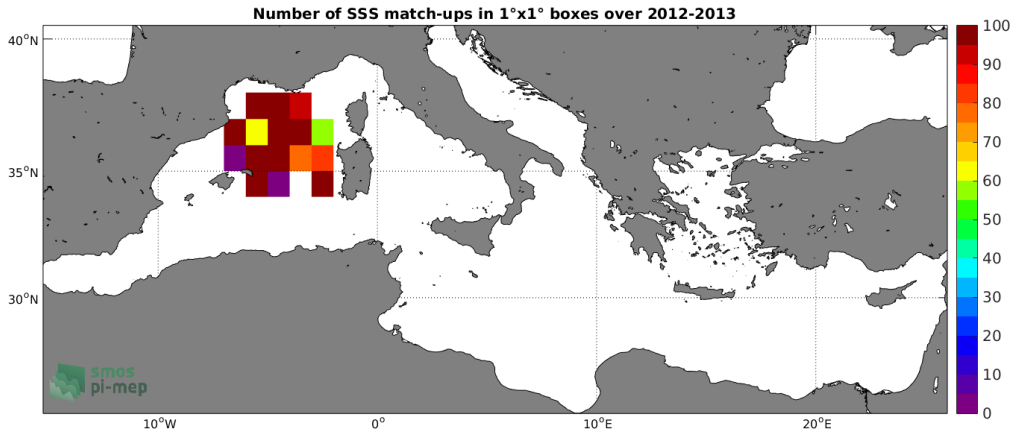 Number of SSS match-ups in 1°x1° boxes over 2012-2013
40°N
35°N
30°N
10°W
0°
10°E
20°E
100
90
80
70
60
50
40
30
20
10
0
smos
pi-mep